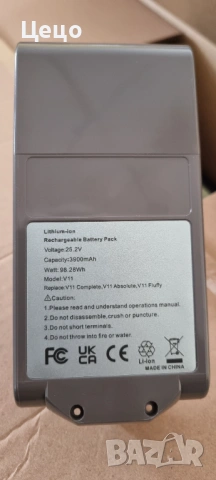 Цецо
Lithium-ion
Rechargeable Battery Pack
Voltage:25.2V
Capacity:3900mAh
Watt:98.28Wh
Model:V11
Replace:V11 Complete,V11 Absolute,V11 Fluffy
⚠Caution:
1.Please read and understand operations manual.
2.Do not disassemble,crush or puncture.
3.Do not short terminals.
4.Do not throw into fire or water.
FC UK CA CE Li-ion
MADE IN CHINA
BAZAR
bg